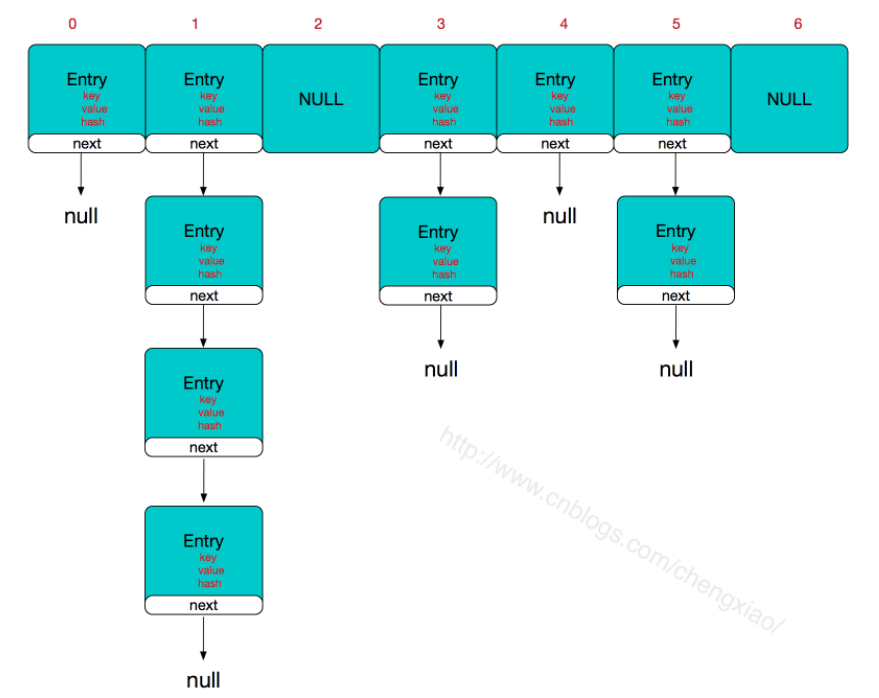 0 1 2 3 4 5 6
Entry Entry NULL Entry Entry Entry NULL
key key key key key
value value value value value
hash hash hash hash hash
next next next next next
null null
Entry Entry Entry
key key key
value value value
hash hash hash
next next next
null null
Entry
key
value
hash
next
http://www.cnblogs.com/chengxiao/
Entry
key
value
hash
next
null